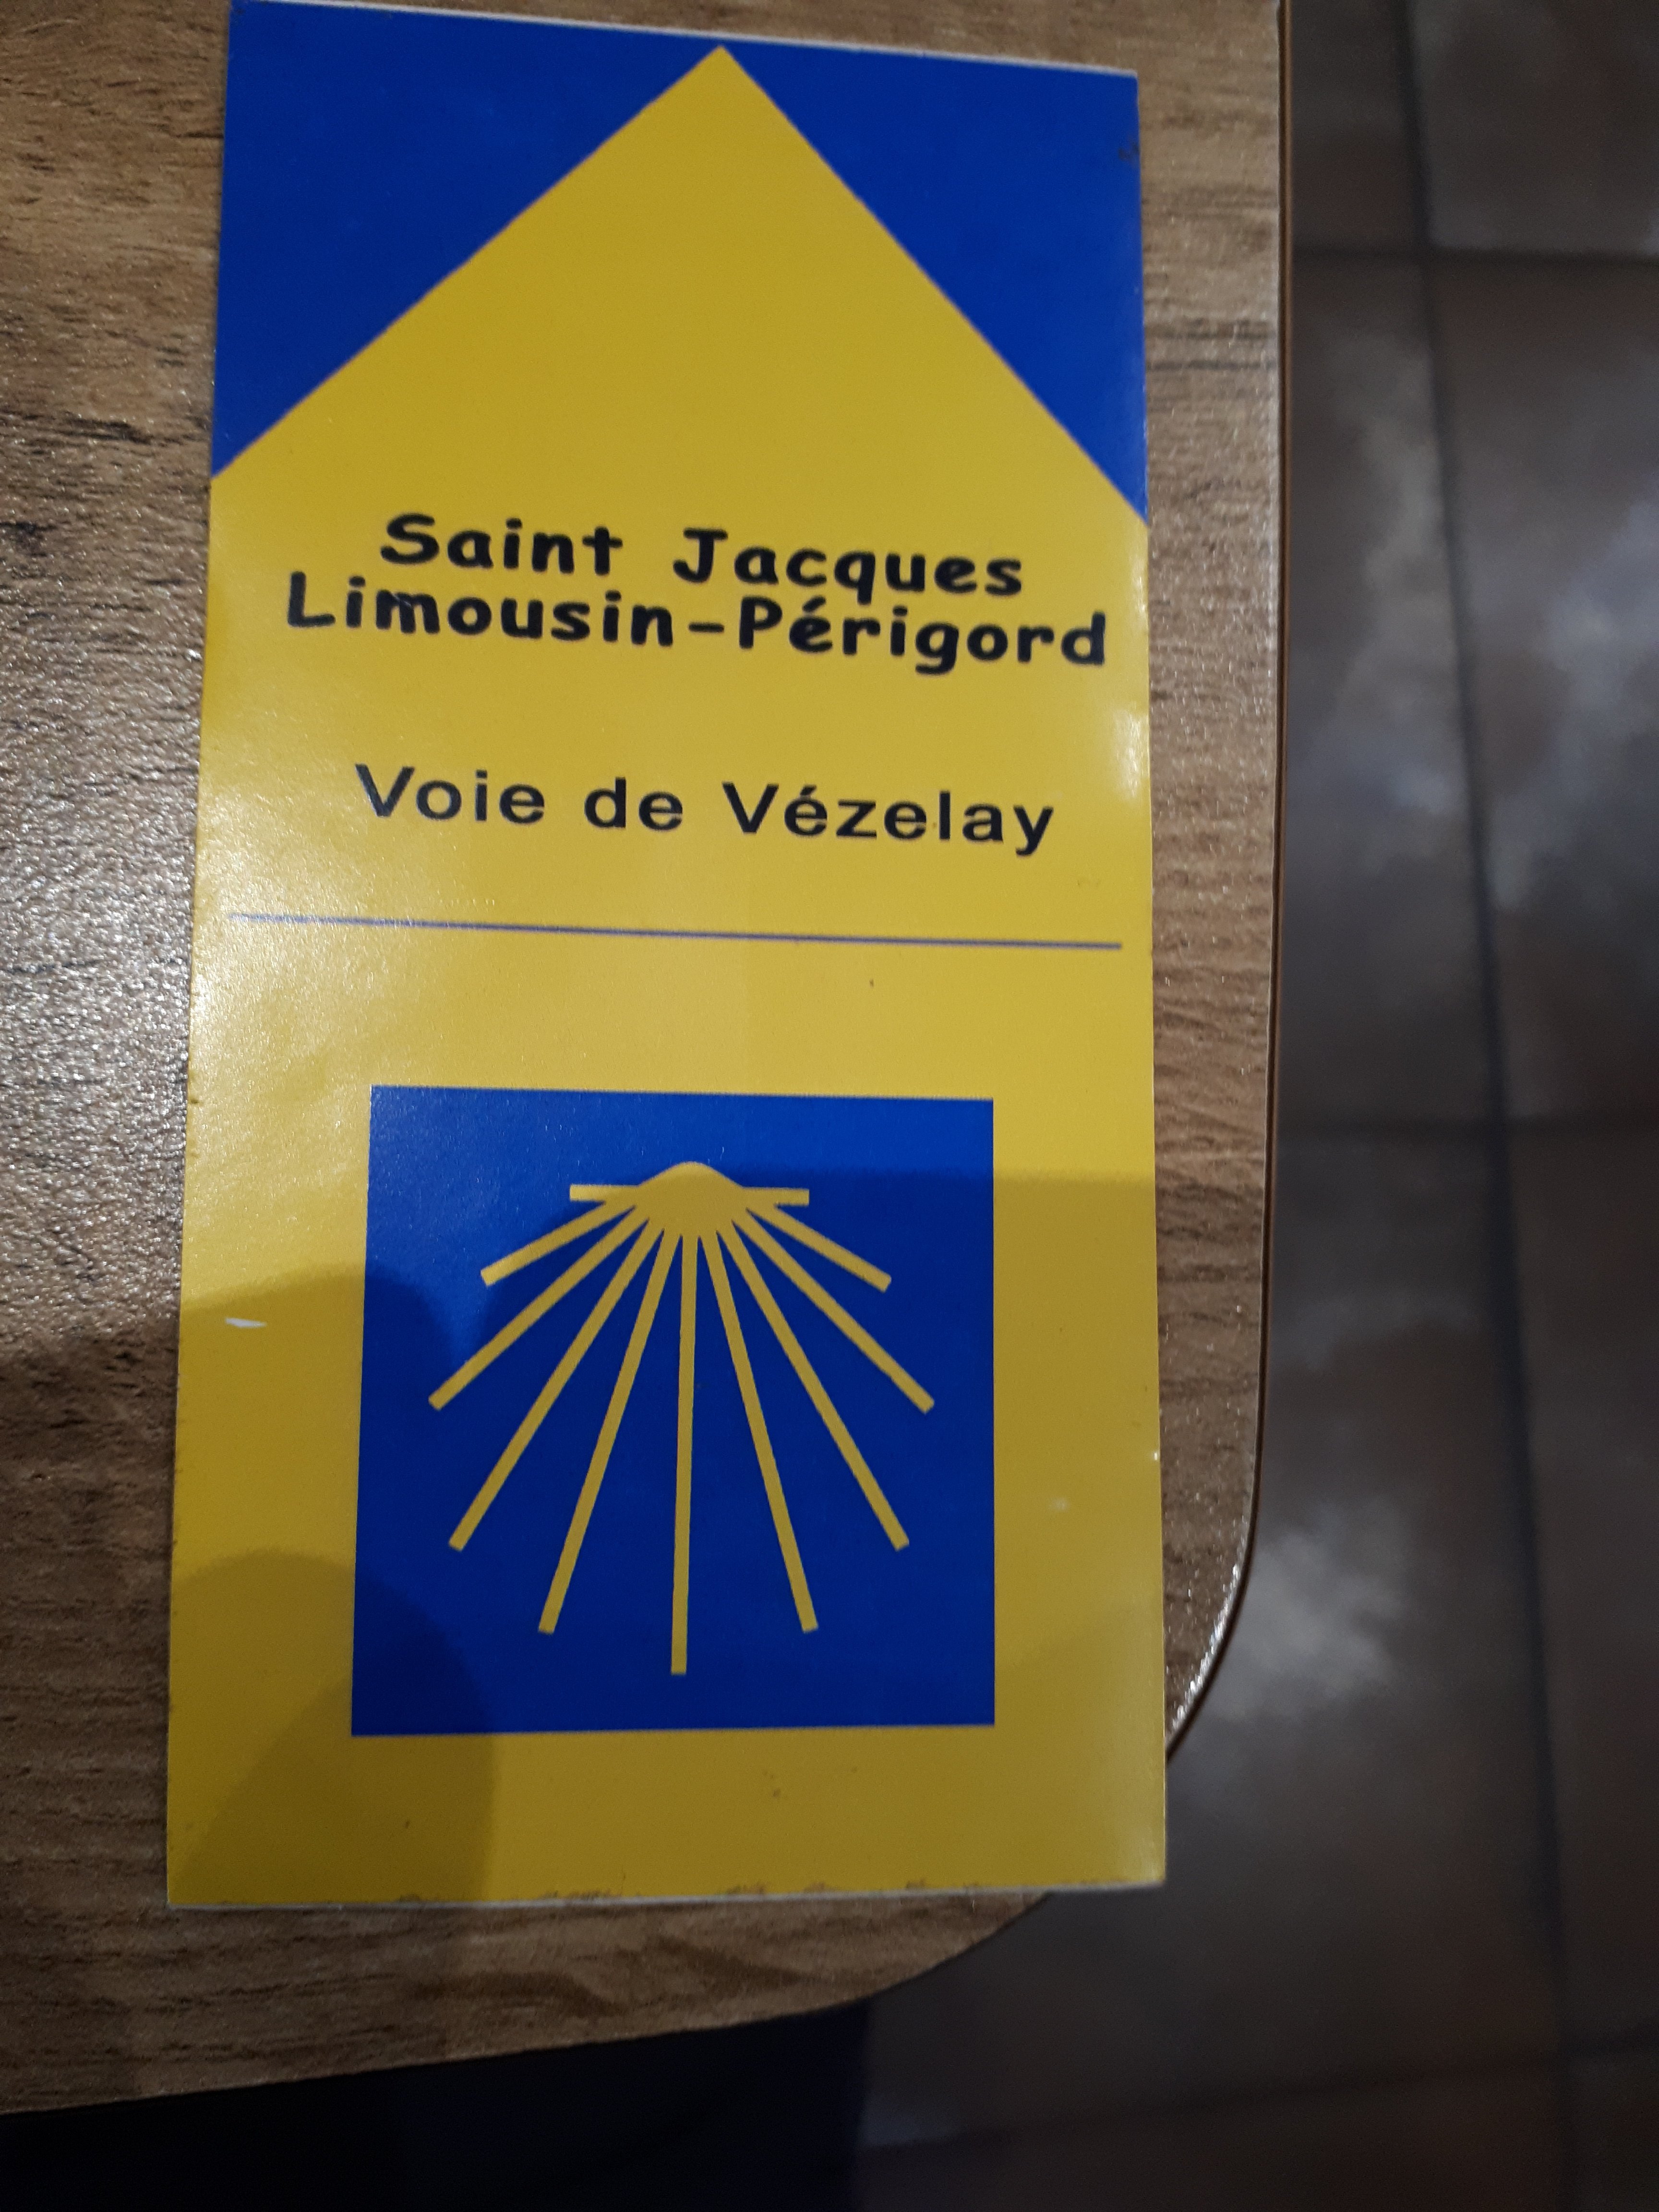 Saint Jacques
Limousin-Périgord
Voie de Vézelay